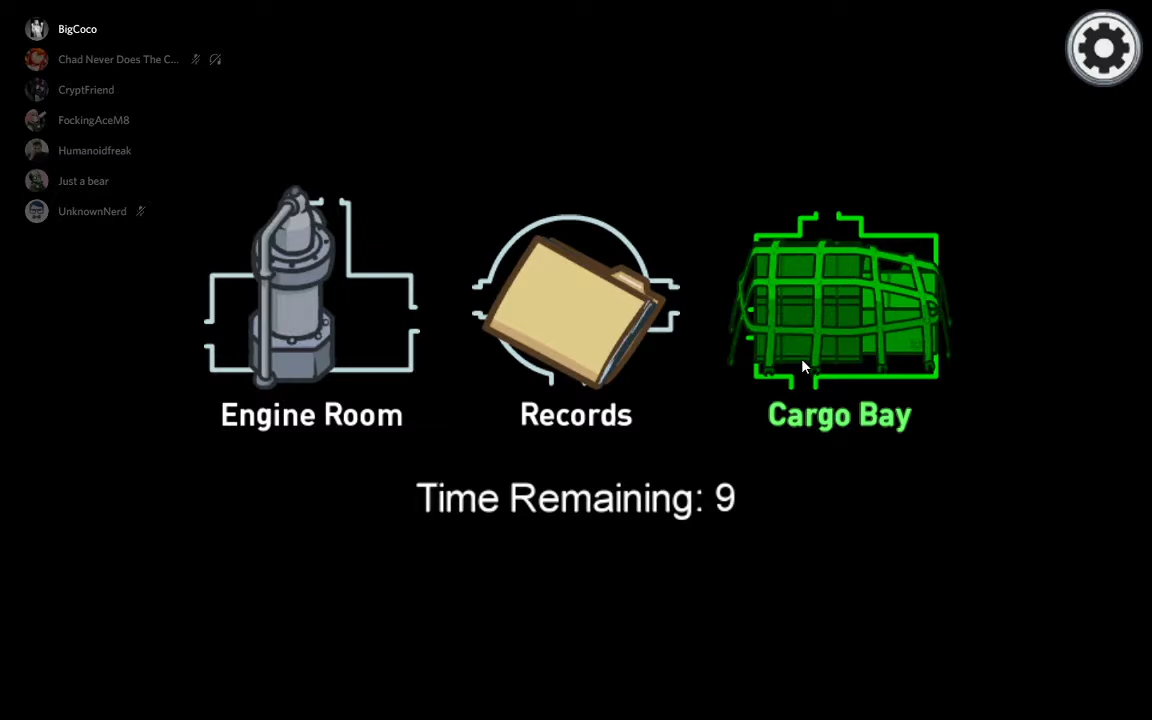 BigCoco
Chad Never Does The C...
CryptFriend
FockingAceM8
Humanoidfreak
Just a bear
UnknownNerd
Engine Room
Records
Cargo Bay
Time Remaining: 9